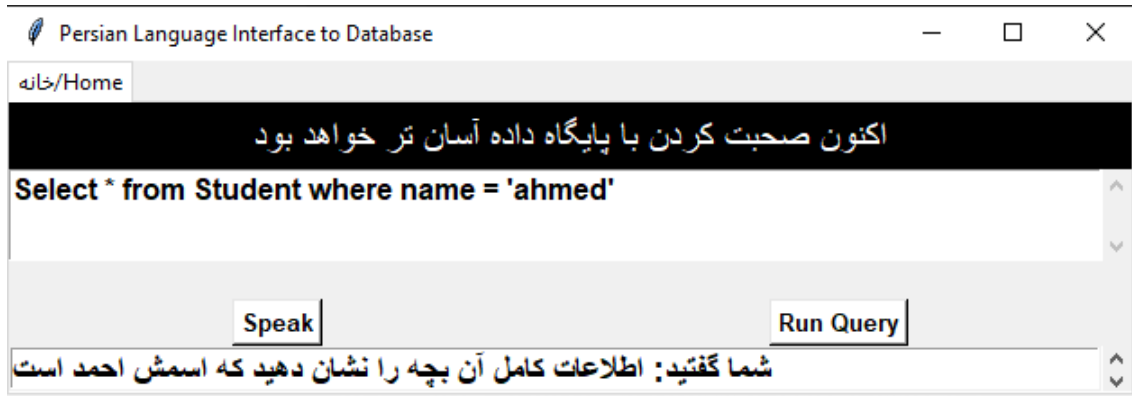 Persian Language Interface to Database
خانه/Home
اکنون صحبت کردن با پایگاه داده آسان تر خواهد بود
Select * from Student where name = 'ahmed'
Speak
Run Query
شما گفتید: اطلاعات کامل آن بچه را نشان دهید که اسمش احمد است